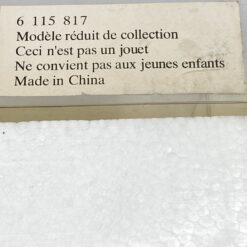 6 115 817
Modèle réduit de collection
Ceci n'est pas un jouet
Ne convient pas aux jeunes enfants
Made in China